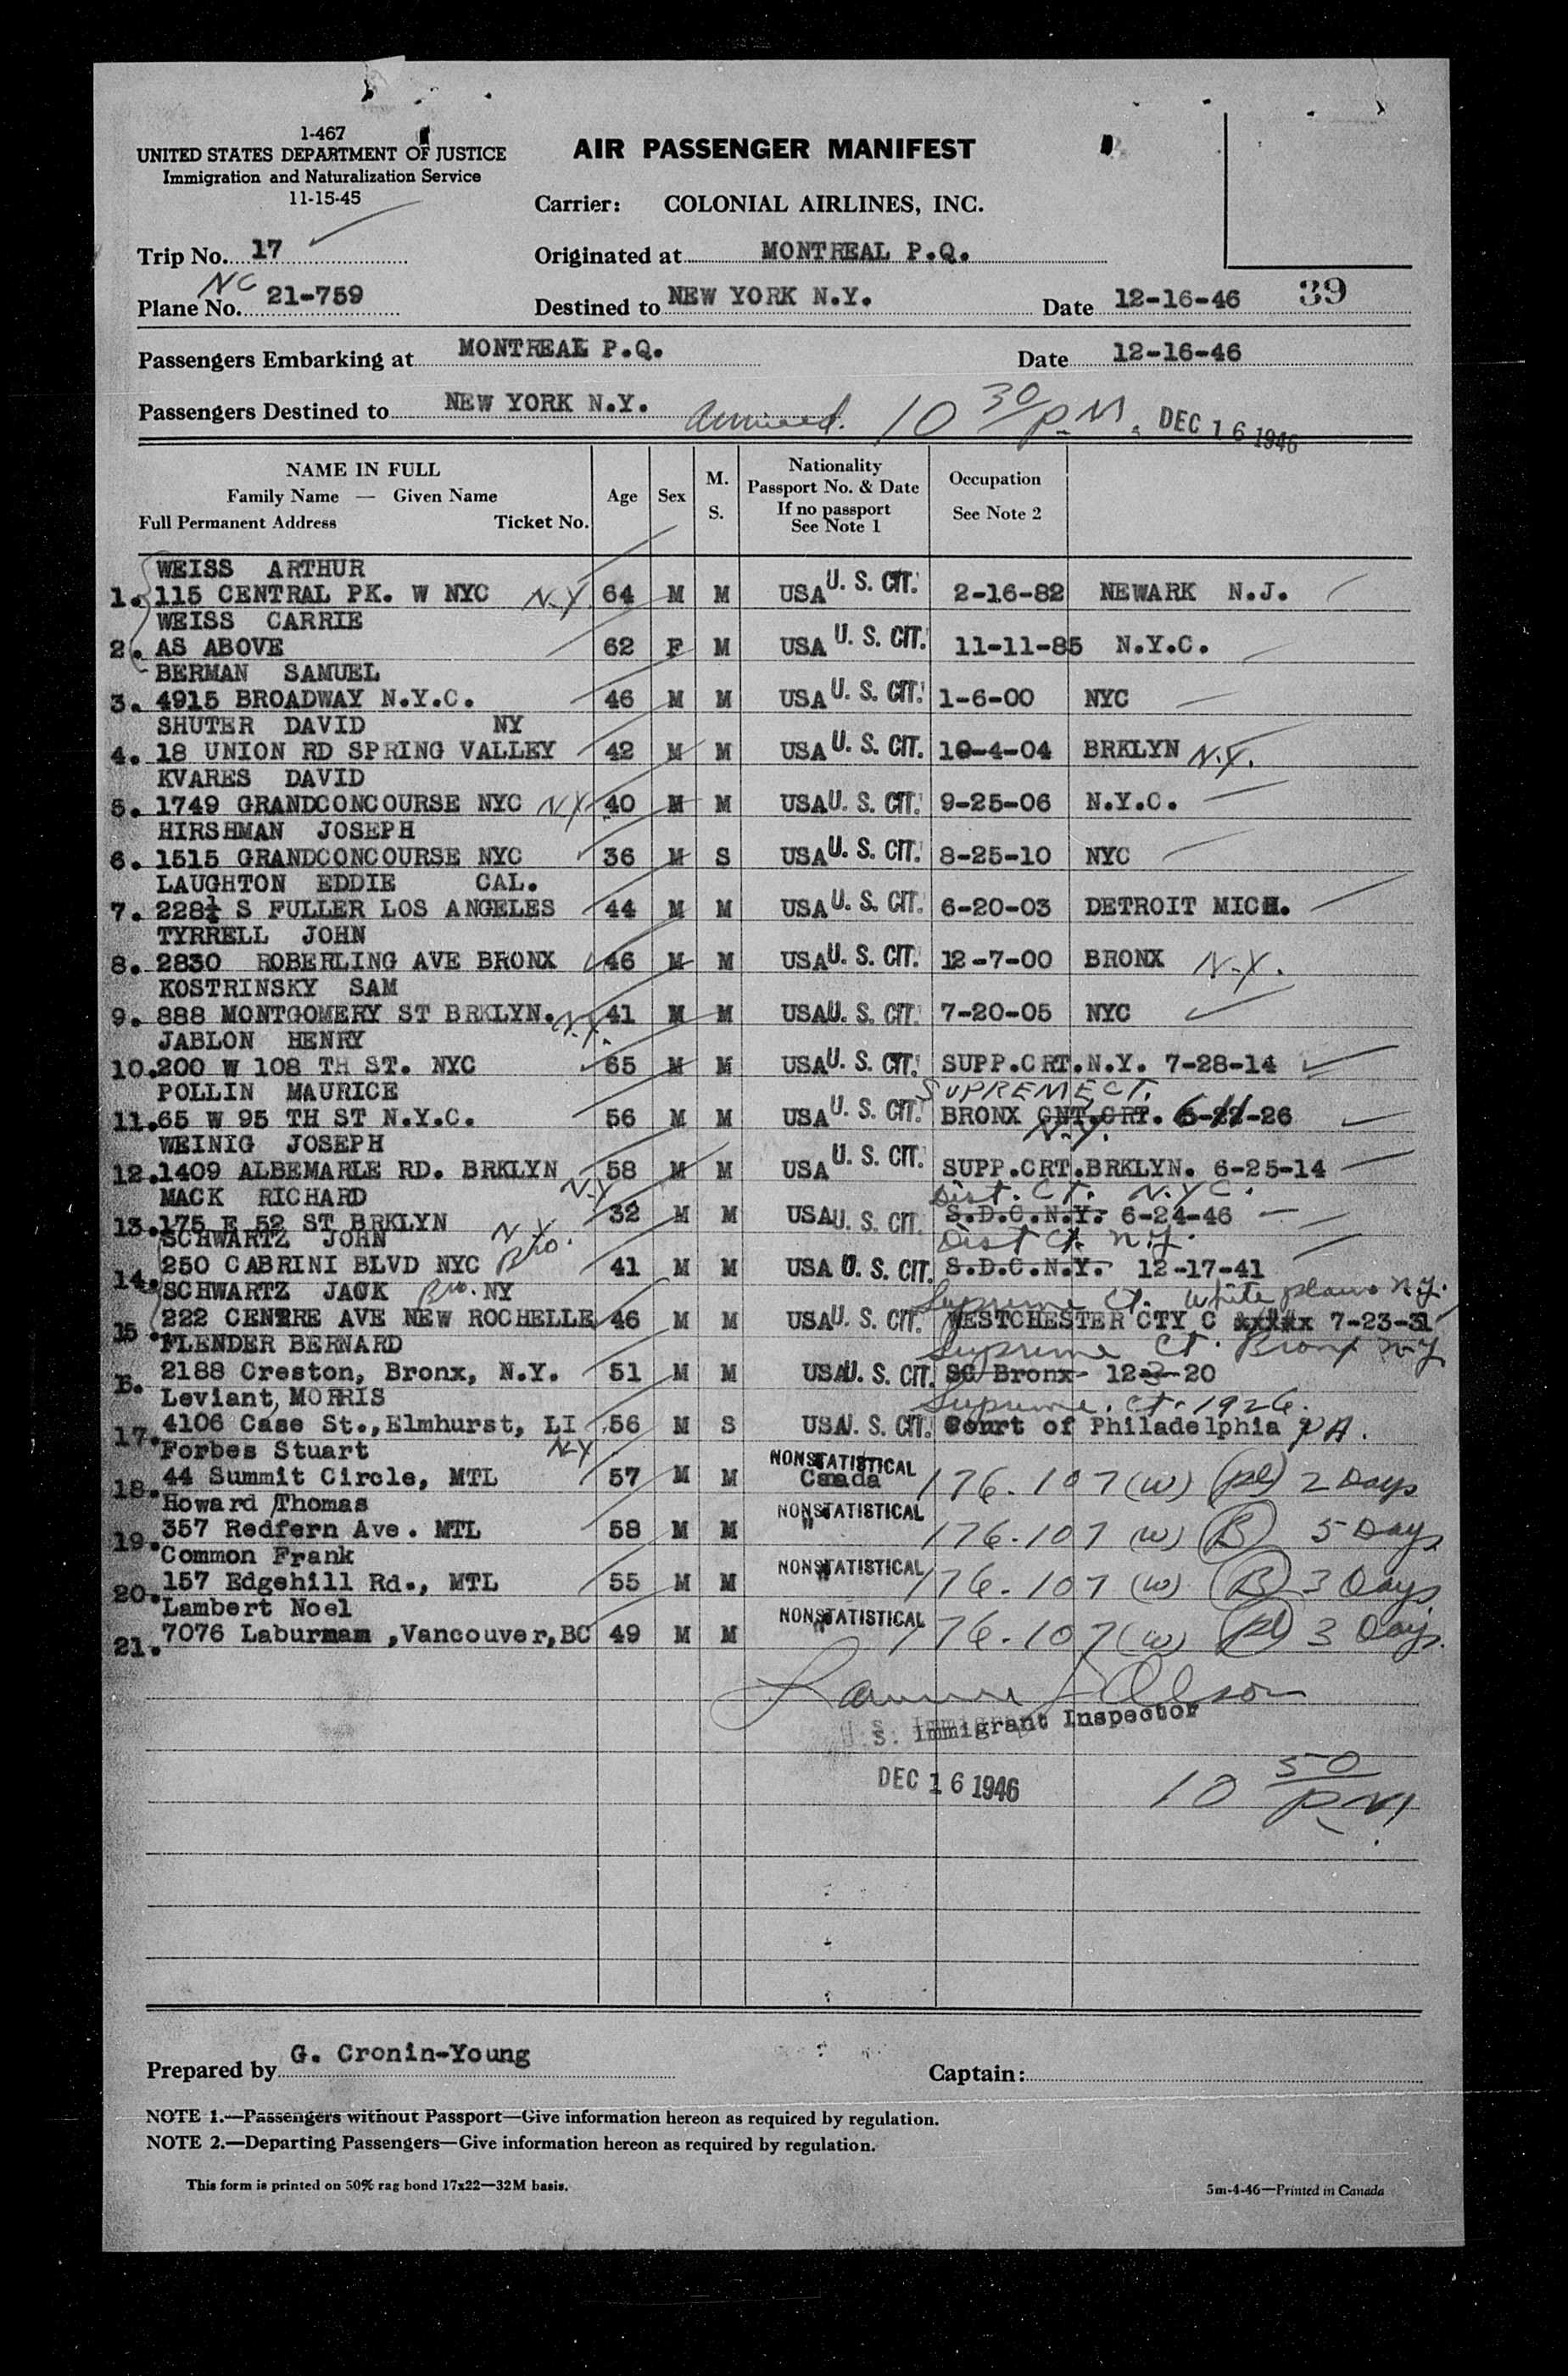 1-467
UNITED STATES DEPARTMENT OF JUSTICE
Immigration and Naturalization Service
11-15-45
AIR PASSENGER MANIFEST
Carrier: COLONIAL AIRLINES, INC.
Trip No. 17
Originated at MONTREAL P.Q.
NC
Plane No. 21-759
Destined to NEW YORK N.Y.
Date 12-16-46 39
Passengers Embarking at MONTREAL P.Q.
Date 12-16-46
Passengers Destined to NEW YORK N.Y. Arrived. 10 30 P.M. DEC 16 1946
NAME IN FULL
Family Name — Given Name
Full Permanent Address Ticket No.
Age
Sex
M.
S.
Nationality
Passport No. & Date
If no passport
See Note 1
Occupation
See Note 2
WEISS ARTHUR
1. 115 CENTRAL PK. W NYC N.Y. 64 M M USA U. S. CIT. 2-16-82 NEWARK N.J.
WEISS CARRIE
2. AS ABOVE 62 F M USA U. S. CIT. 11-11-85 N.Y.C.
BERMAN SAMUEL
3. 4915 BROADWAY N.Y.C. 46 M M USA U. S. CIT. 1-6-00 NYC
SHUTER DAVID NY
4. 18 UNION RD SPRING VALLEY 42 M M USA U. S. CIT. 10-4-04 BRKLYN N.Y.
KVARES DAVID
5. 1749 GRANDCONCOURSE NYC N.Y. 40 M M USA U. S. CIT. 9-25-06 N.Y.C.
HIRSHMAN JOSEPH
6. 1515 GRANDCONCOURSE NYC 36 M S USA U. S. CIT. 8-25-10 NYC
LAUGHTON EDDIE CAL.
7. 228½ S FULLER LOS ANGELES 44 M M USA U. S. CIT. 6-20-03 DETROIT MICH.
TYRRELL JOHN
8. 2830 ROBERLING AVE BRONX 46 M M USA U. S. CIT. 12-7-00 BRONX N.Y.
KOSTRINSKY SAM
9. 888 MONTGOMERY ST BRKLYN. N.Y. 41 M M USA U. S. CIT. 7-20-05 NYC
JABLON HENRY
10. 200 W 108 TH ST. NYC 65 M M USA U. S. CIT. SUPP.CRT.N.Y. 7-28-14
POLLIN MAURICE SUPREME CT.
11. 65 W 95 TH ST N.Y.C. 56 M M USA U. S. CIT. BRONX CNT.CRT. 6-11-26
WEINIG JOSEPH N.Y.
12. 1409 ALBEMARLE RD. BRKLYN N.Y 58 M M USA U. S. CIT. SUPP.CRT.BRKLYN. 6-25-14
MACK RICHARD Dist. Ct. N.Y.C.
13. 175 E 52 ST BRKLYN N.Y. 32 M M USA U. S. CIT. S.D.C.N.Y. 6-24-46
SCHWARTZ JOHN Bro. Dist Ct. N.Y.
14. 250 CABRINI BLVD NYC 41 M M USA U. S. CIT. S.D.C.N.Y. 12-17-41
SCHWARTZ JACK Bro. NY Supreme Ct. White plains N.Y.
15. 222 CENTRE AVE NEW ROCHELLE 46 M M USA U. S. CIT. WESTCHESTER CTY C xxxxx 7-23-31
FLENDER BERNARD Supreme Ct. Bronx N.Y
16. 2188 Creston, Bronx, N.Y. 51 M M USA U. S. CIT. SC Bronx 12-3-20
Leviant, MORRIS Supreme. Ct. 1926.
17. 4106 Case St.,Elmhurst, LI N.Y 56 M S USA U. S. CIT. Court of Philadelphia PA.
Forbes Stuart NONSTATISTICAL
18. 44 Summit Circle, MTL 57 M M Canada 176.107 (w) (pl) 2 Days
Howard Thomas NONSTATISTICAL
19. 357 Redfern Ave. MTL 58 M M " 176.107 (w) (B) 5 Days
Common Frank NONSTATISTICAL
20. 157 Edgehill Rd., MTL 55 M M " 176.107 (w) (B) 3 Days
Lambert Noel NONSTATISTICAL
21. 7076 Laburnam ,Vancouver,BC 49 M M " 176.107 (w) (pl) 3 Days.
Olson
U. S. Immigrant Inspector
DEC 16 1946 10 50 P.M.
Prepared by G. Cronin-Young
Captain:
NOTE 1.—Passengers without Passport—Give information hereon as required by regulation.
NOTE 2.—Departing Passengers—Give information hereon as required by regulation.
This form is printed on 50% rag bond 17x22—32M basis.
5m-4-46—Printed in Canada